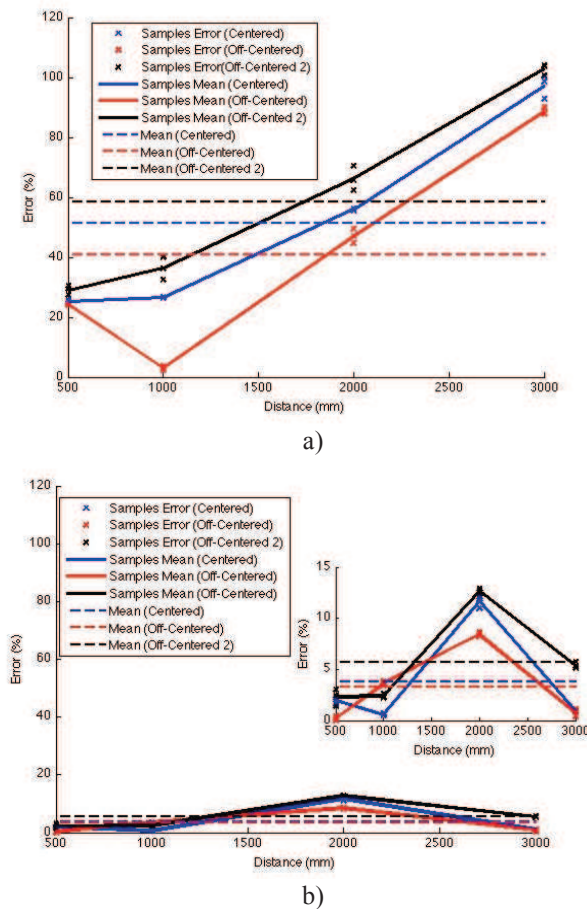 120
100
80
60
40
20
0
Error (%)
× Samples Error (Centered)
× Samples Error (Off-Centered)
× Samples Error(Off-Centered 2)
Samples Mean (Centered)
Samples Mean (Off-Centered)
Samples Mean (Off-Cented 2)
Mean (Centered)
Mean (Off-Centered)
Mean (Off-Centered 2)
500 1000 1500 2000 2500 3000
Distance (mm)
a)
120
100
80
60
40
20
0
Error (%)
× Samples Error (Centered)
× Samples Error (Off-Centered)
× Samples Error (Off-Centered 2)
Samples Mean (Centered)
Samples Mean (Off-Centered)
Samples Mean (Off-Centered)
Mean (Centered)
Mean (Off-Centered)
Mean (Off-Centered 2)
15
10
5
0
Error (%)
500 1000 1500 2000 2500 3000
Distance (mm)
500 1000 1500 2000 2500 3000
Distance (mm)
b)